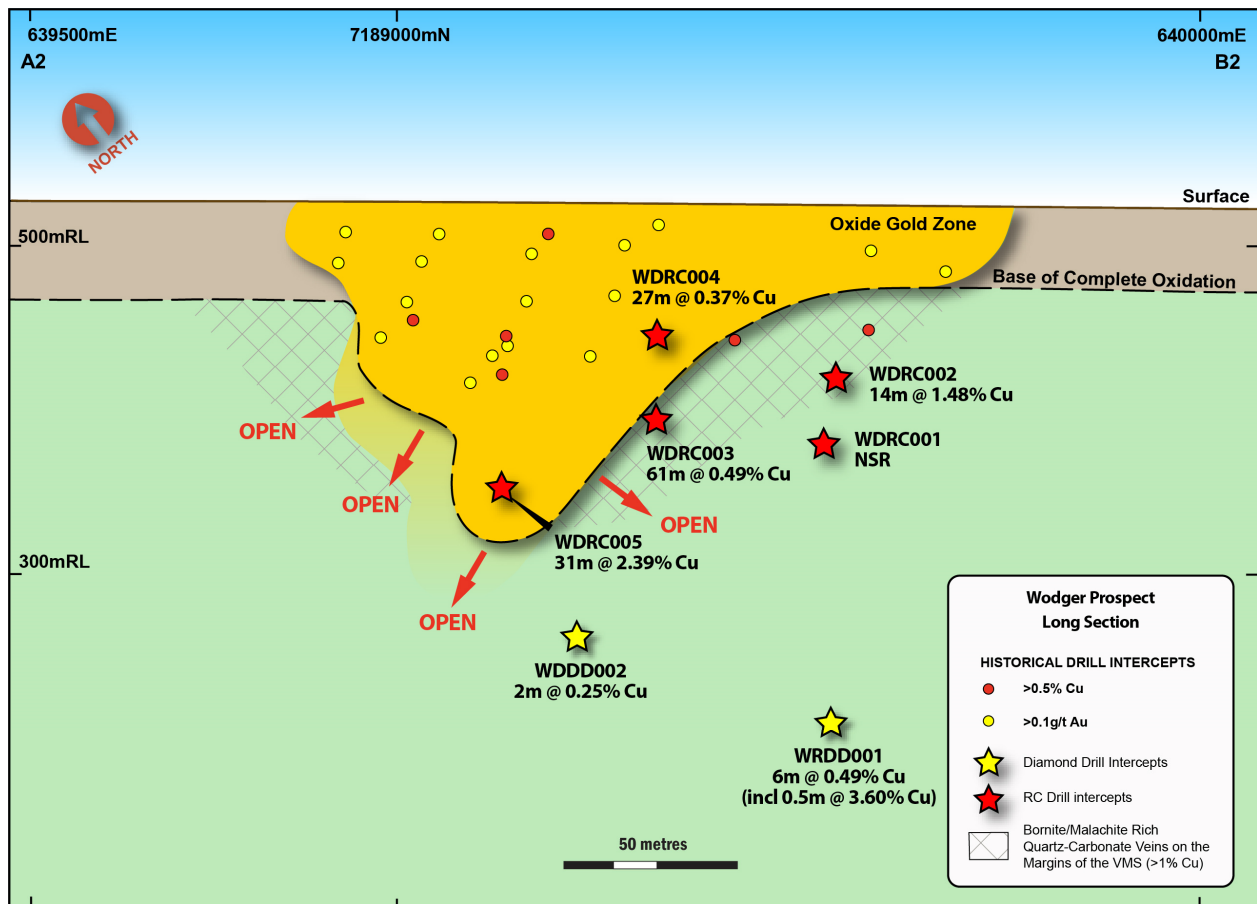 639500mE
7189000mN
640000mE
A2
B2
NORTH
Surface
Oxide Gold Zone
500mRL
Base of Complete Oxidation
WDRC004
27m @ 0.37% Cu
WDRC002
14m @ 1.48% Cu
OPEN
WDRC001
NSR
WDRC003
61m @ 0.49% Cu
OPEN
OPEN
WDRC005
31m @ 2.39% Cu
300mRL
OPEN
WDDD002
2m @ 0.25% Cu
WRDD001
6m @ 0.49% Cu
(incl 0.5m @ 3.60% Cu)
50 metres
Wodger Prospect
Long Section
HISTORICAL DRILL INTERCEPTS
>0.5% Cu
>0.1g/t Au
Diamond Drill Intercepts
RC Drill intercepts
Bornite/Malachite Rich
Quartz-Carbonate Veins on the
Margins of the VMS (>1% Cu)